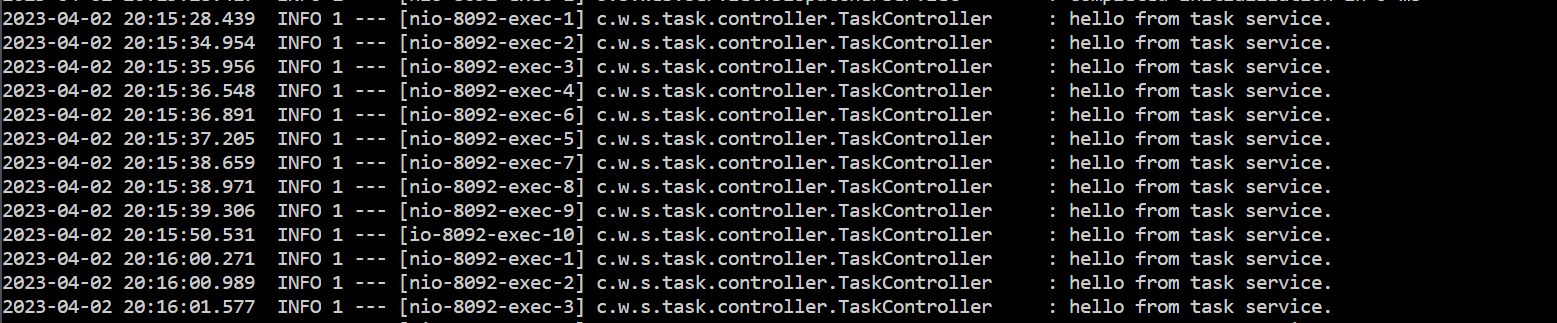 2023-04-02 20:15:28.439  INFO 1 --- [nio-8092-exec-1] c.w.s.task.controller.TaskController     : hello from task service.
2023-04-02 20:15:34.954  INFO 1 --- [nio-8092-exec-2] c.w.s.task.controller.TaskController     : hello from task service.
2023-04-02 20:15:35.956  INFO 1 --- [nio-8092-exec-3] c.w.s.task.controller.TaskController     : hello from task service.
2023-04-02 20:15:36.548  INFO 1 --- [nio-8092-exec-4] c.w.s.task.controller.TaskController     : hello from task service.
2023-04-02 20:15:36.891  INFO 1 --- [nio-8092-exec-6] c.w.s.task.controller.TaskController     : hello from task service.
2023-04-02 20:15:37.205  INFO 1 --- [nio-8092-exec-5] c.w.s.task.controller.TaskController     : hello from task service.
2023-04-02 20:15:38.659  INFO 1 --- [nio-8092-exec-7] c.w.s.task.controller.TaskController     : hello from task service.
2023-04-02 20:15:38.971  INFO 1 --- [nio-8092-exec-8] c.w.s.task.controller.TaskController     : hello from task service.
2023-04-02 20:15:39.306  INFO 1 --- [nio-8092-exec-9] c.w.s.task.controller.TaskController     : hello from task service.
2023-04-02 20:15:50.531  INFO 1 --- [io-8092-exec-10] c.w.s.task.controller.TaskController     : hello from task service.
2023-04-02 20:16:00.271  INFO 1 --- [nio-8092-exec-1] c.w.s.task.controller.TaskController     : hello from task service.
2023-04-02 20:16:00.989  INFO 1 --- [nio-8092-exec-2] c.w.s.task.controller.TaskController     : hello from task service.
2023-04-02 20:16:01.577  INFO 1 --- [nio-8092-exec-3] c.w.s.task.controller.TaskController     : hello from task service.